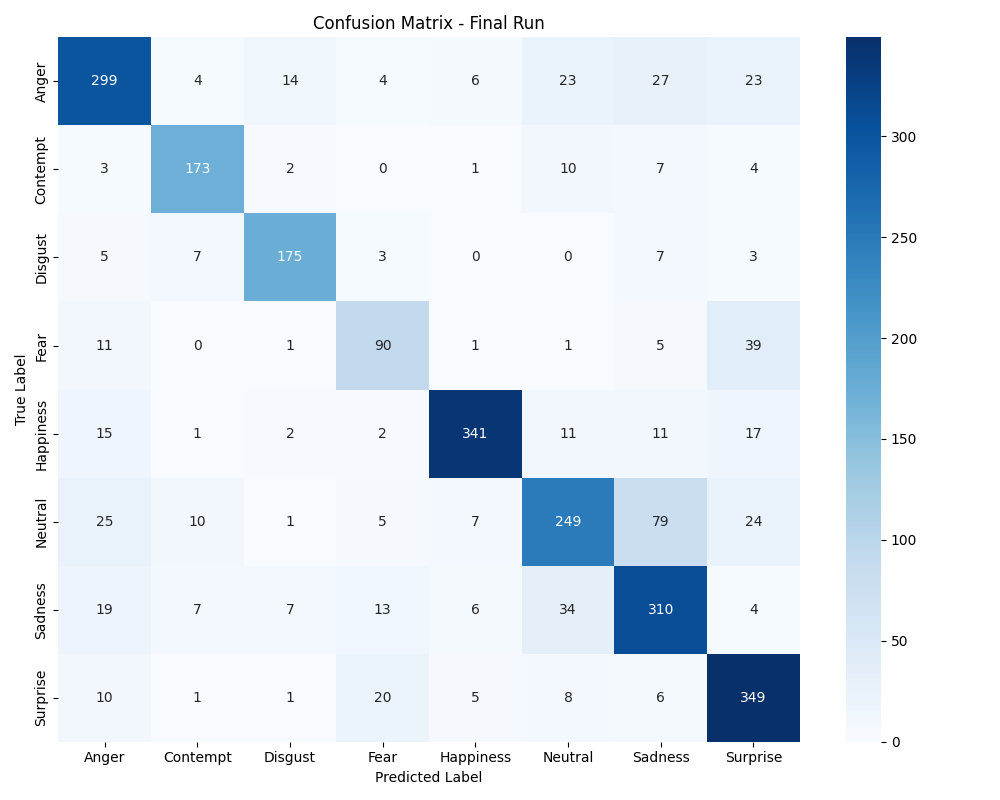 Confusion Matrix - Final Run
True Label
Anger 299 4 14 4 6 23 27 23
Contempt 3 173 2 0 1 10 7 4
Disgust 5 7 175 3 0 0 7 3
Fear 11 0 1 90 1 1 5 39
Happiness 15 1 2 2 341 11 11 17
Neutral 25 10 1 5 7 249 79 24
Sadness 19 7 7 13 6 34 310 4
Surprise 10 1 1 20 5 8 6 349
Anger Contempt Disgust Fear Happiness Neutral Sadness Surprise
Predicted Label
300
250
200
150
100
50
0